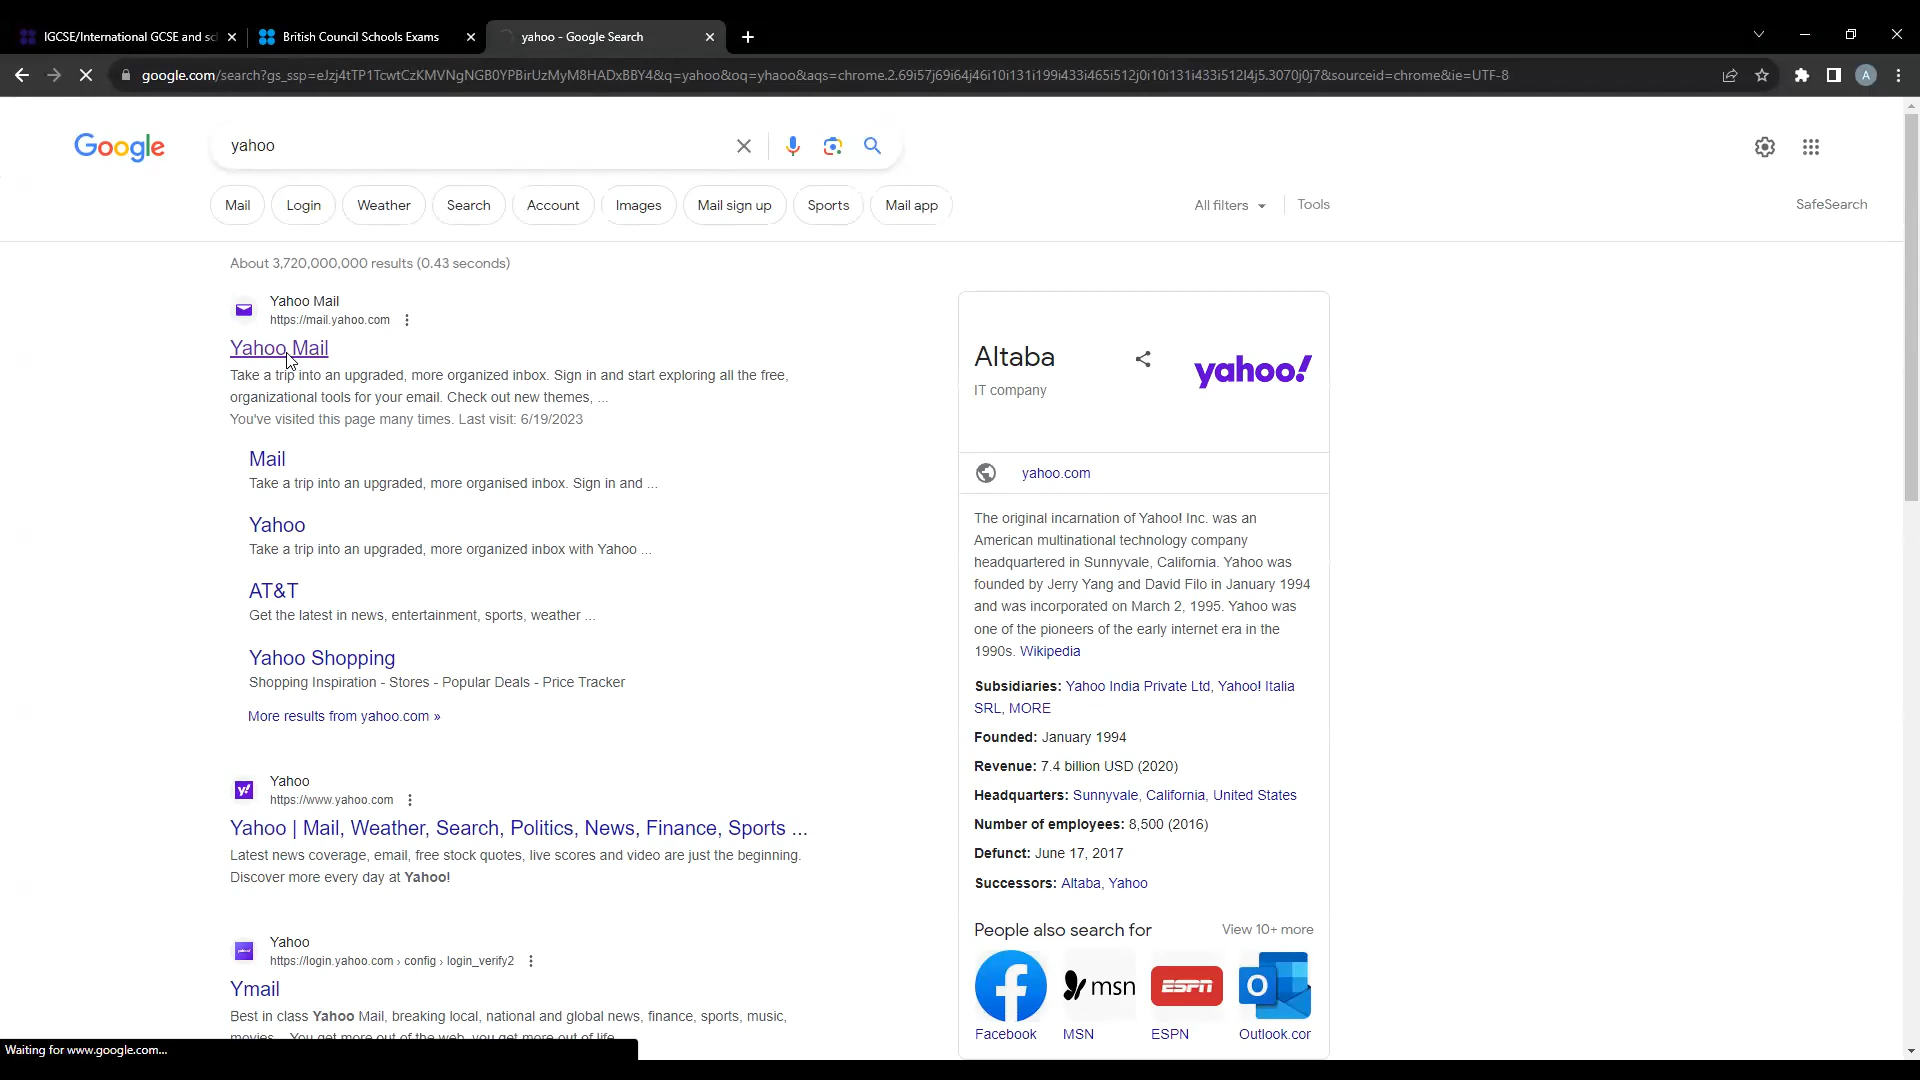 IGCSE/International GCSE and sc
British Council Schools Exams
yahoo - Google Search
google.com/search?gs_ssp=eJzj4tTP1TcwtCzKMVNgNGB0YPBirUzMyM8HADxBBY4&q=yahoo&oq=yhaoo&aqs=chrome.2.69i57j69i64j46i10i131i199i433i465i512j0i10i131i433i512l4j5.3070j0j7&sourceid=chrome&ie=UTF-8
A
Google
yahoo
Mail
Login
Weather
Search
Account
Images
Mail sign up
Sports
Mail app
All filters
Tools
SafeSearch
About 3,720,000,000 results (0.43 seconds)
Yahoo Mail
https://mail.yahoo.com
Yahoo Mail
Take a trip into an upgraded, more organized inbox. Sign in and start exploring all the free,
organizational tools for your email. Check out new themes, ...
You've visited this page many times. Last visit: 6/19/2023
Mail
Take a trip into an upgraded, more organised inbox. Sign in and ...
Yahoo
Take a trip into an upgraded, more organized inbox with Yahoo ...
AT&T
Get the latest in news, entertainment, sports, weather ...
Yahoo Shopping
Shopping Inspiration - Stores - Popular Deals - Price Tracker
More results from yahoo.com »
y!
Yahoo
https://www.yahoo.com
Yahoo | Mail, Weather, Search, Politics, News, Finance, Sports ...
Latest news coverage, email, free stock quotes, live scores and video are just the beginning.
Discover more every day at Yahoo!
Yahoo
https://login.yahoo.com › config › login_verify2
Ymail
Best in class Yahoo Mail, breaking local, national and global news, finance, sports, music,
movies... You get more out of the web, you get more out of life.
Waiting for www.google.com...
Altaba
IT company
yahoo!
yahoo.com
The original incarnation of Yahoo! Inc. was an
American multinational technology company
headquartered in Sunnyvale, California. Yahoo was
founded by Jerry Yang and David Filo in January 1994
and was incorporated on March 2, 1995. Yahoo was
one of the pioneers of the early internet era in the
1990s. Wikipedia
Subsidiaries: Yahoo India Private Ltd, Yahoo! Italia
SRL, MORE
Founded: January 1994
Revenue: 7.4 billion USD (2020)
Headquarters: Sunnyvale, California, United States
Number of employees: 8,500 (2016)
Defunct: June 17, 2017
Successors: Altaba, Yahoo
People also search for
View 10+ more
msn
ESPN
O
Facebook
MSN
ESPN
Outlook.cor